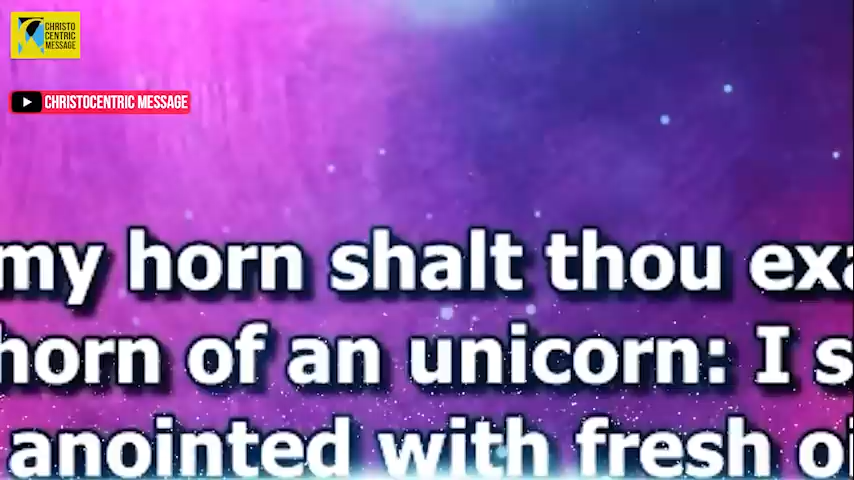 CHRISTO
CENTRIC
MESSAGE
CHRISTOCENTRIC MESSAGE
my horn shalt thou exa
horn of an unicorn: I s
anointed with fresh oi